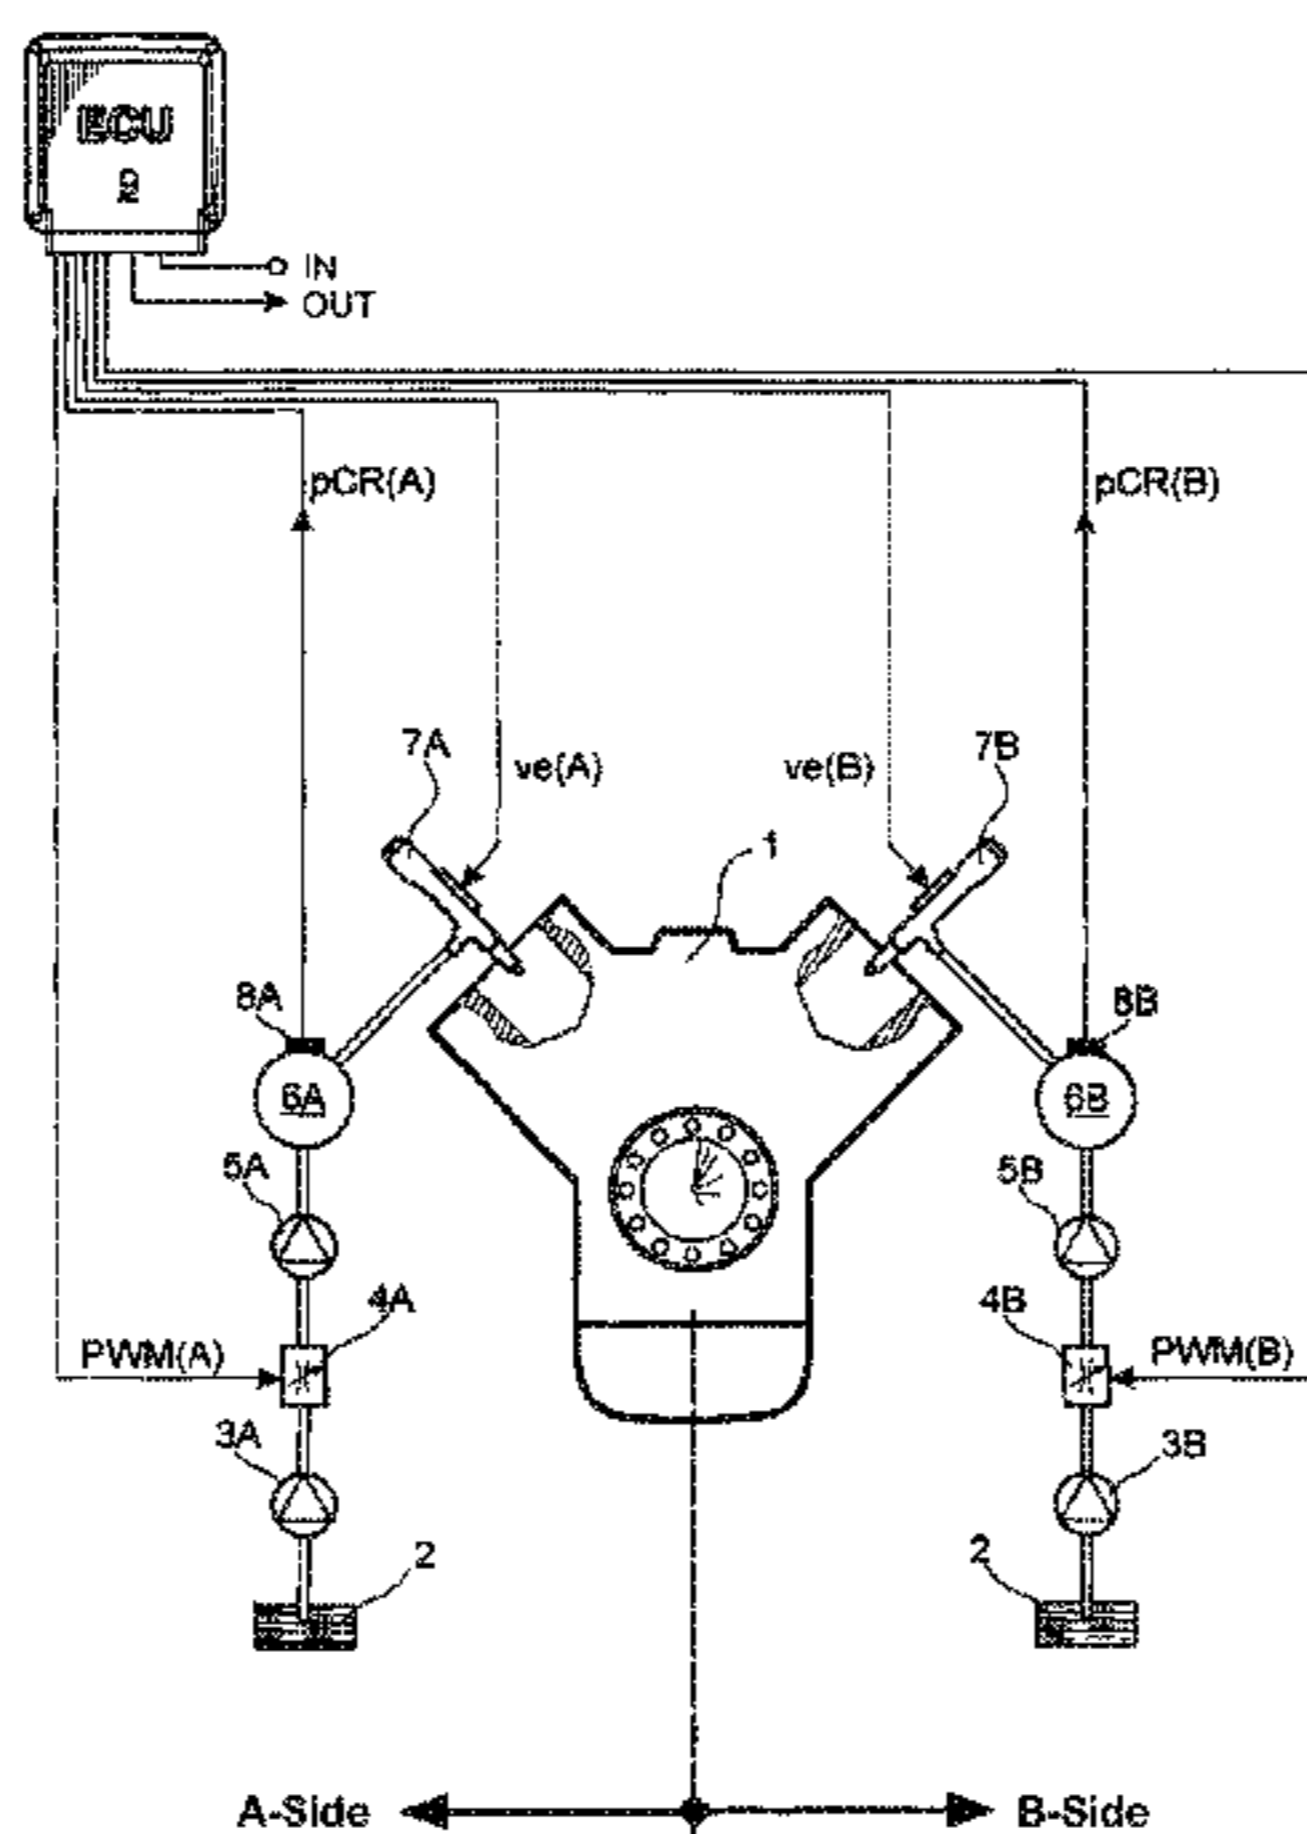 ECU
IN
OUT
pCR(A)
pCR(B)
7A
ve(A)
ve(B)
7B
1
8A
8B
6A
6B
5A
5B
4A
4B
PWM(A)
PWM(B)
3A
3B
2
2
A-Side
B-Side